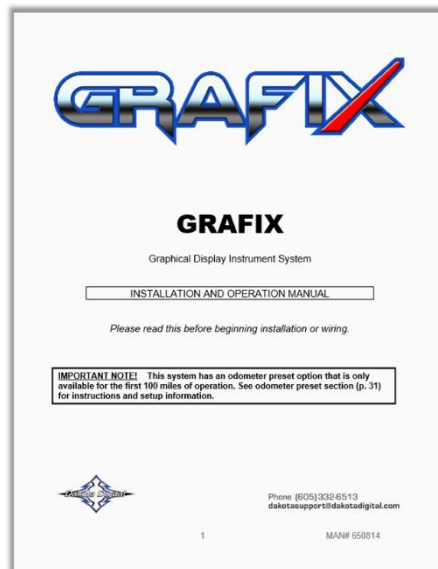 GRAFIX
GRAFIX
Graphical Display Instrument System
INSTALLATION AND OPERATION MANUAL
Please read this before beginning installation or wiring.
IMPORTANT NOTE! This system has an odometer preset option that is only
available for the first 100 miles of operation. See odometer preset section (p. 31)
for instructions and setup information.
Dakota Digital
Phone (605)332-6513
dakotasupport@dakotadigital.com
1 MAN# 650814